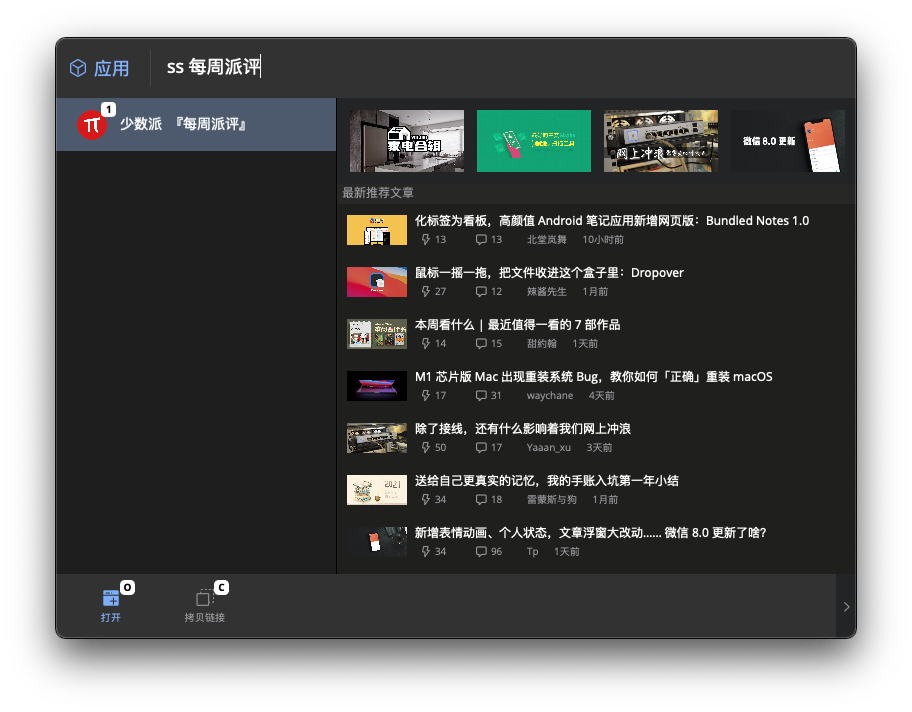 应用
ss 每周派评
1
少数派 『每周派评』
家电合辑
网上冲浪
微信 8.0 更新
最新推荐文章
化标签为看板，高颜值 Android 笔记应用新增网页版：Bundled Notes 1.0
13 13 北堂岚舞 10小时前
鼠标一摇一拖，把文件收进这个盒子里：Dropover
27 12 辣酱先生 1月前
本周看什么 | 最近值得一看的 7 部作品
14 15 甜約翰 1天前
M1 芯片版 Mac 出现重装系统 Bug，教你如何「正确」重装 macOS
17 31 waychane 4天前
除了接线，还有什么影响着我们网上冲浪
50 17 Yaaan_xu 3天前
2021
送给自己更真实的记忆，我的手账入坑第一年小结
34 18 雷蒙斯与狗 1月前
新增表情动画、个人状态，文章浮窗大改动...... 微信 8.0 更新了啥?
34 96 Tp 1天前
O
打开
C
拷贝链接